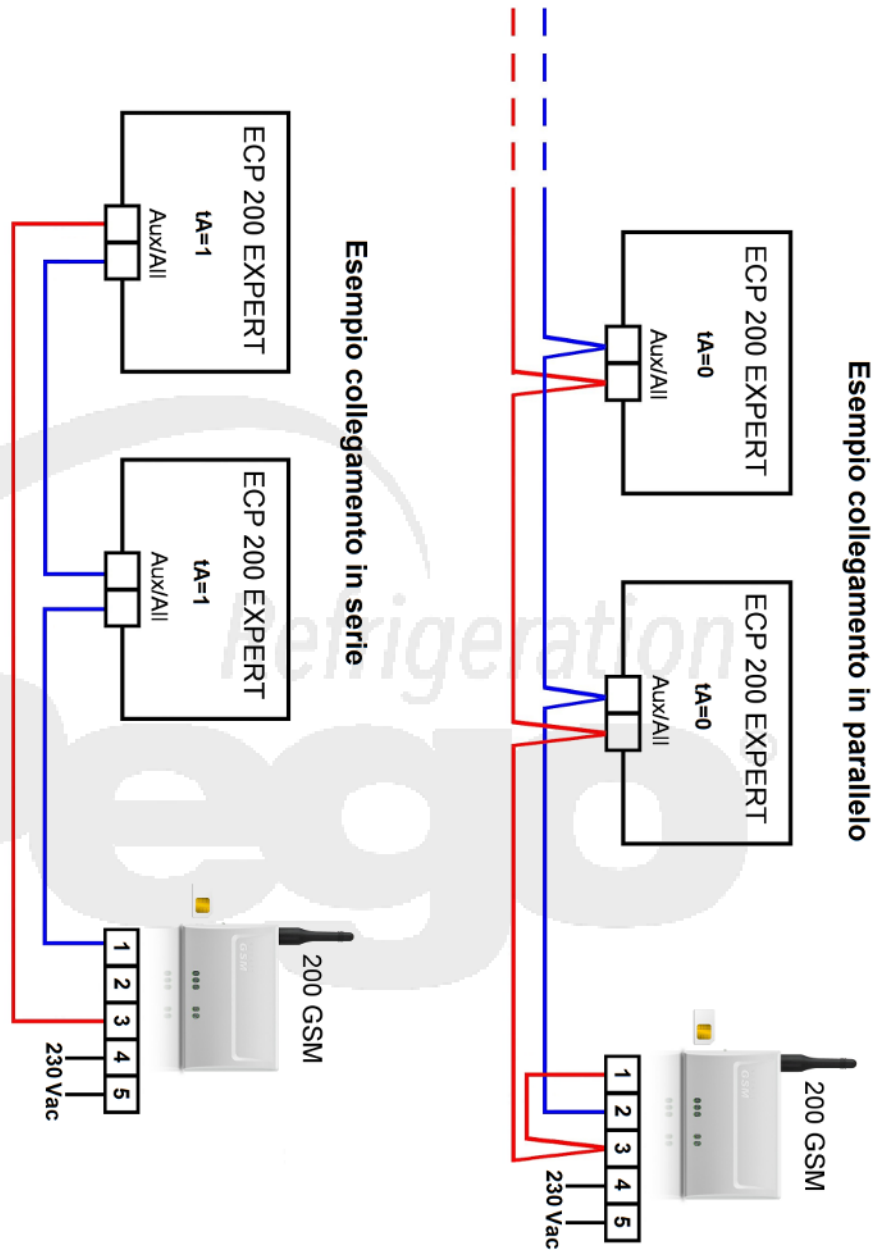 Esempio collegamento in parallelo
ECP 200 EXPERT
tA=0
Aux/All
ECP 200 EXPERT
tA=0
Aux/All
200 GSM
GSM
1 2 3 4 5
230 Vac
Esempio collegamento in serie
ECP 200 EXPERT
tA=1
Aux/All
ECP 200 EXPERT
tA=1
Aux/All
200 GSM
GSM
1 2 3 4 5
230 Vac
Refrigeration
ego
®